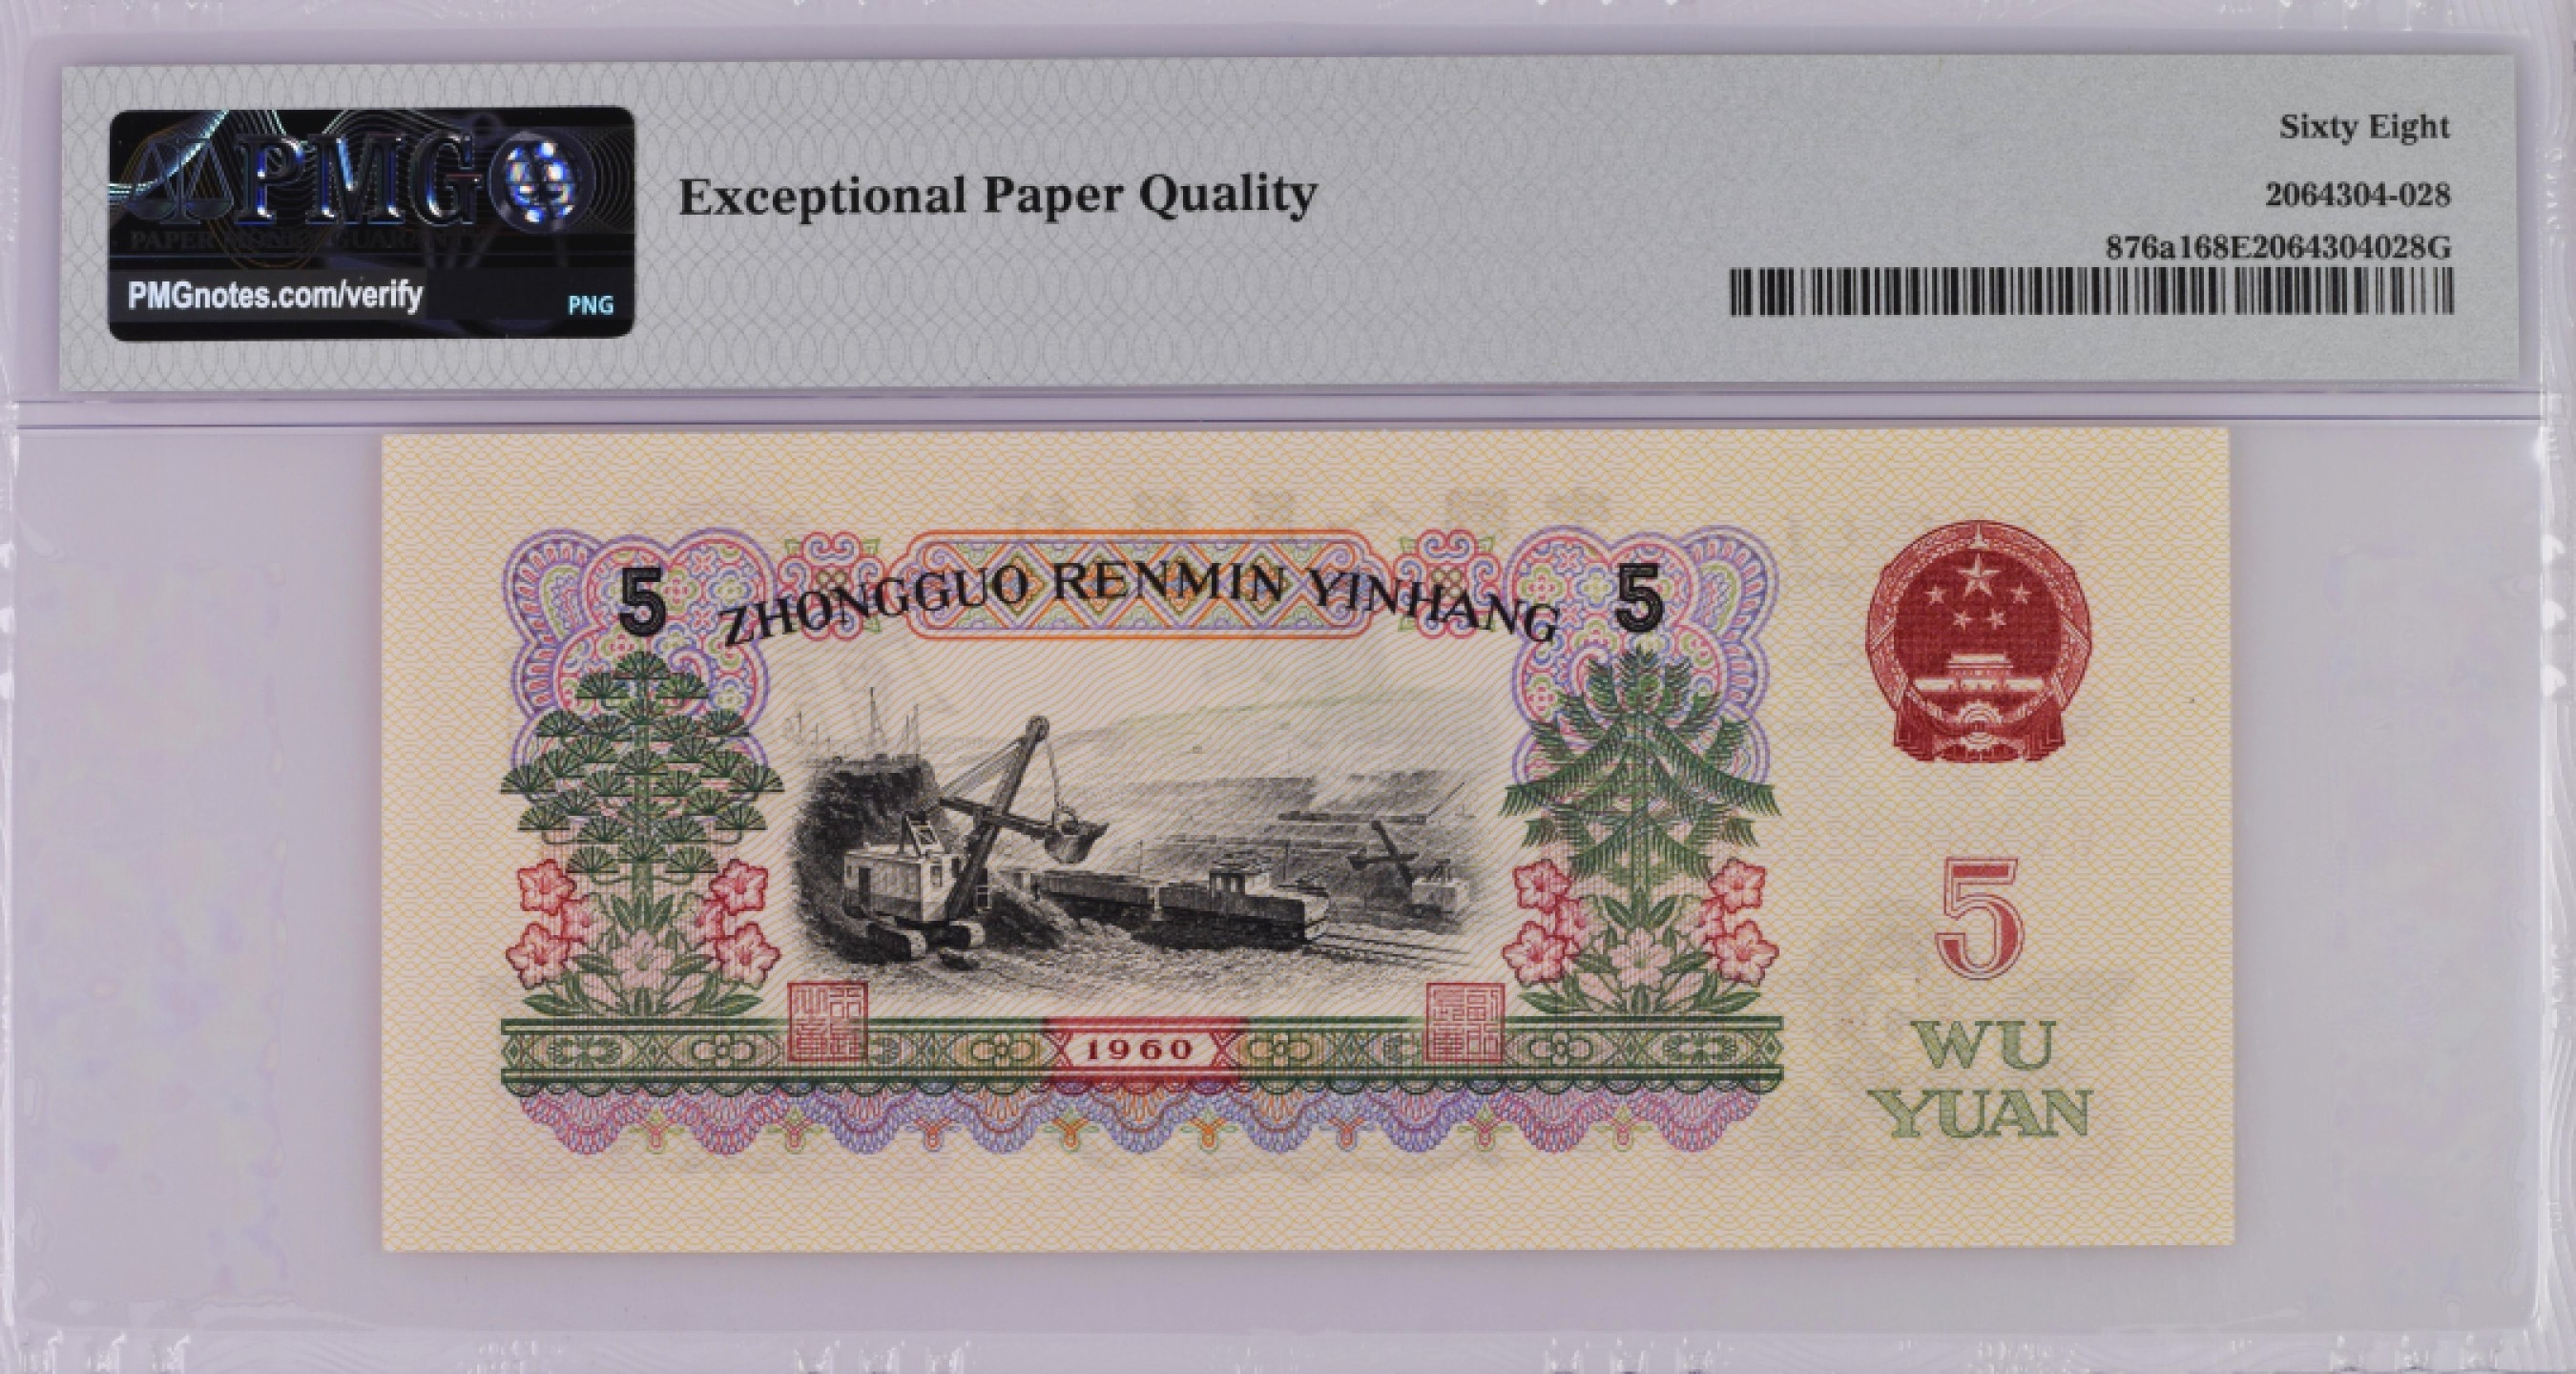 PMG
PAPER MONEY GUARANTY
PMGnotes.com/verify
PNG
Exceptional Paper Quality
Sixty Eight
2064304-028
876a168E2064304028G
5 ZHONGGUO RENMIN YINHANG 5
1960
5
WU
YUAN